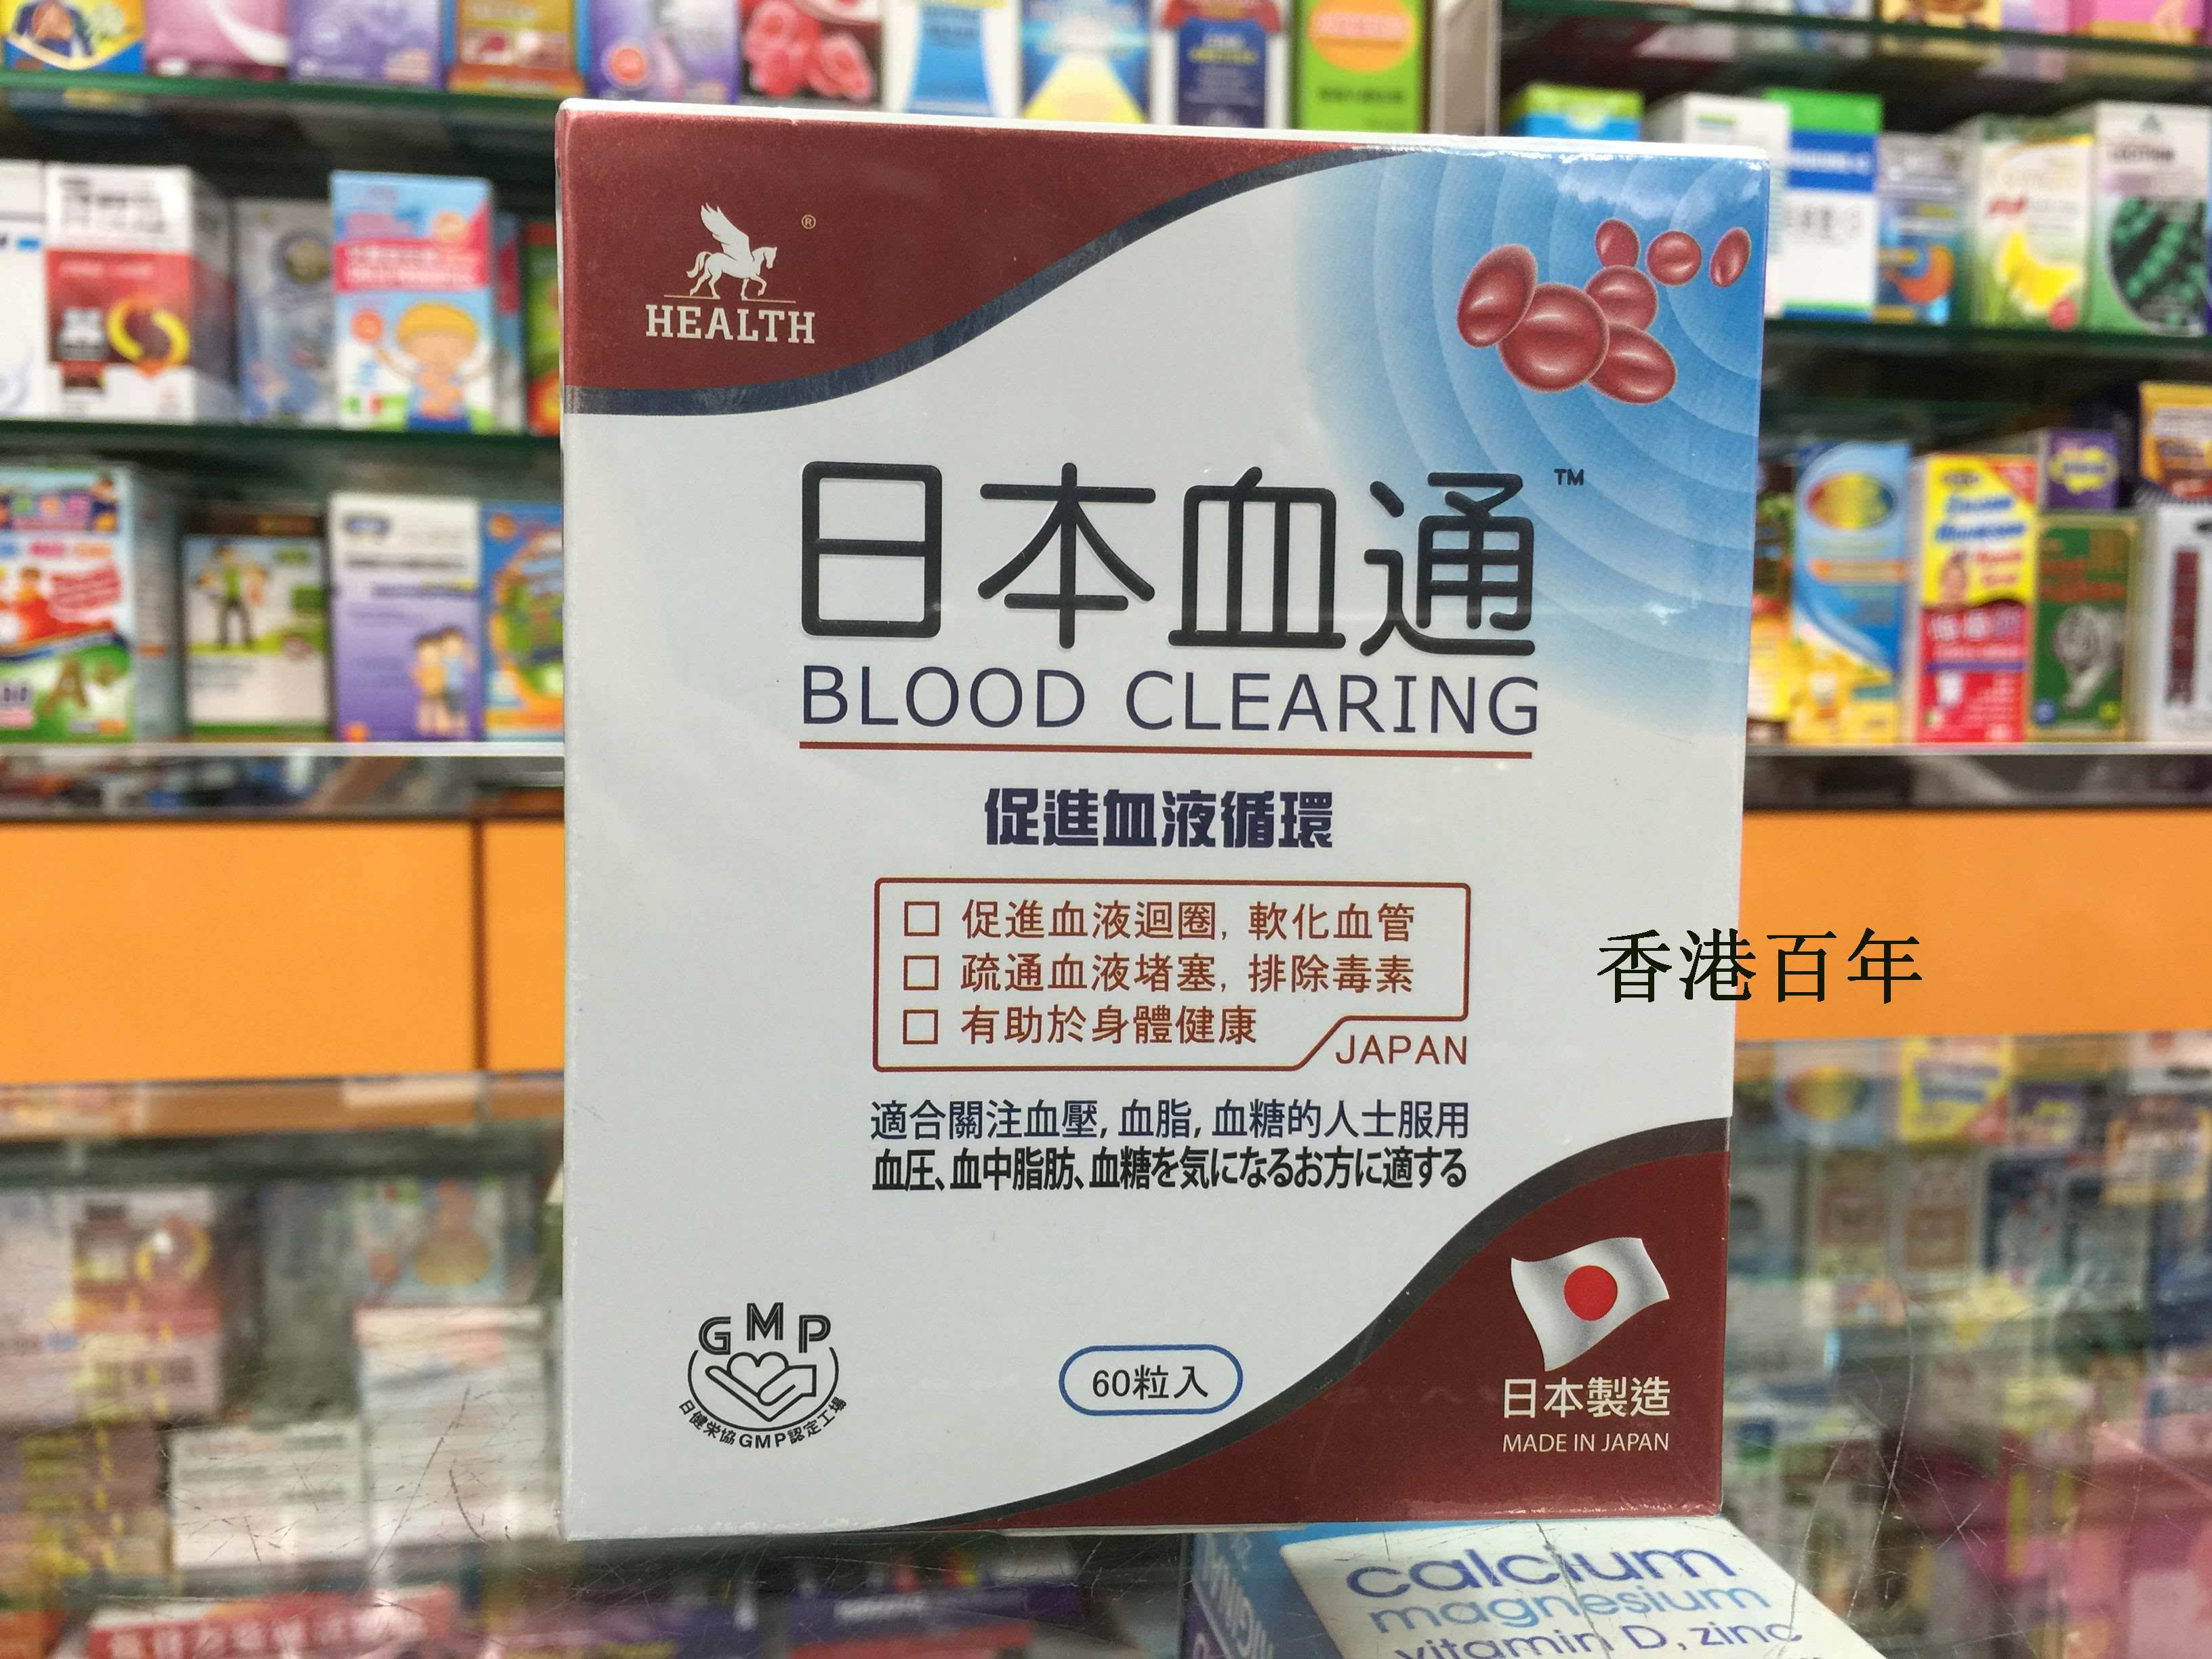 ®
HEALTH
日本血通™
BLOOD CLEARING
促進血液循環
□ 促進血液迴圈, 軟化血管
□ 疏通血液堵塞, 排除毒素
□ 有助於身體健康
JAPAN
香港百年
適合關注血壓, 血脂, 血糖的人士服用
血圧、血中脂肪、血糖を気になるお方に適する
GMP
日健栄協GMP認定工場
60粒入
日本製造
MADE IN JAPAN
calcium
magnesium
vitamin D, zinc